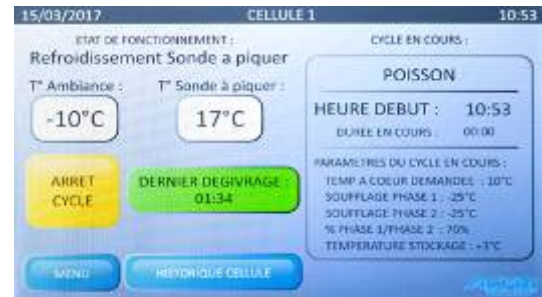 15/03/2017 CELLULE 1 10:53
ETAT DE FONCTIONNEMENT :
Refroidissement Sonde a piquer
T° Ambiance : T° Sonde à piquer :
-10°C 17°C
ARRET
CYCLE
DERNIER DEGIVRAGE :
01:34
MENU
HISTORIQUE CELLULE
CYCLE EN COURS :
POISSON
HEURE DEBUT : 10:53
DUREE EN COURS : 00:00
PARAMETRES DU CYCLE EN COURS :
TEMP A COEUR DEMANDEE : 10°C
SOUFFLAGE PHASE 1 : -25°C
SOUFFLAGE PHASE 2 : -25°C
% PHASE 1/PHASE 2 : 70%
TEMPERATURE STOCKAGE : +3°C